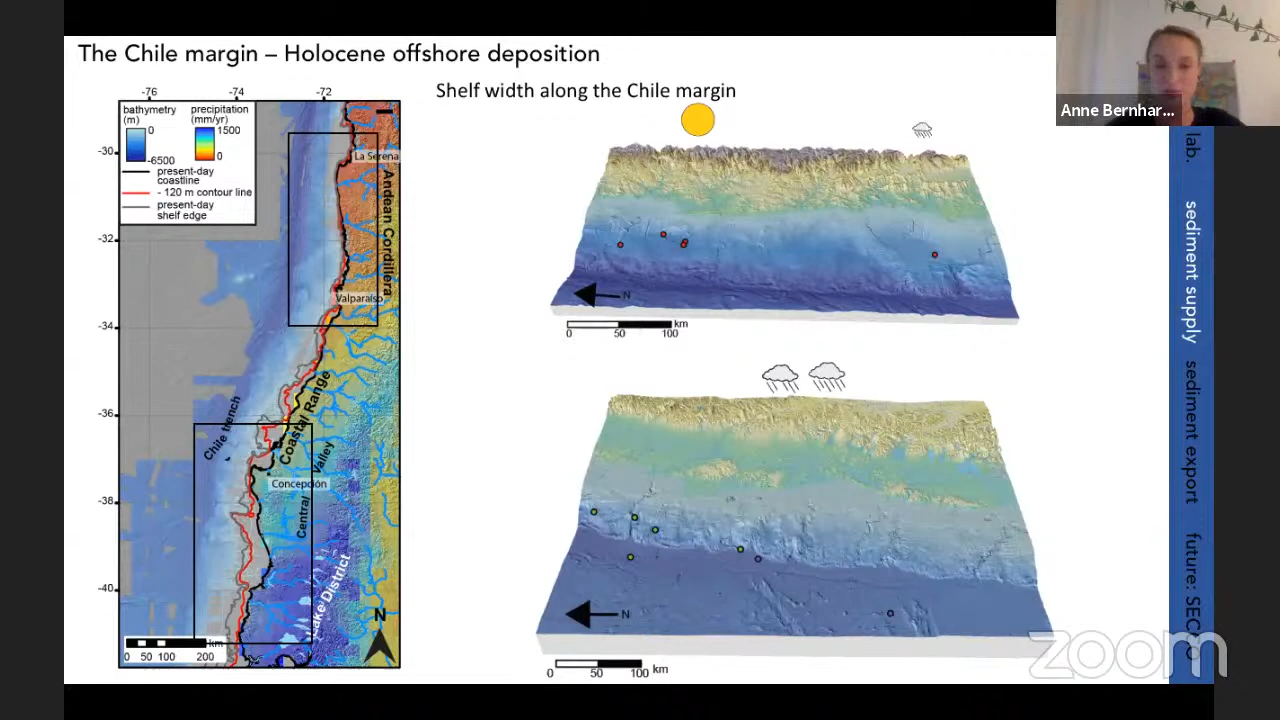 The Chile margin – Holocene offshore deposition
Anne Bernhar...
Shelf width along the Chile margin
-76
-74
-72
bathymetry
(m)
0
-6500
precipitation
(mm/yr)
1500
0
present-day
coastline
- 120 m contour line
present-day
shelf edge
-30
-32
-34
-36
-38
-40
La Serena
Andean Cordillera
Valparaíso
Coastal Range
Chile trench
Valley
Concepción
Central
Lake District
N
km
0 50 100 200
N
km
0 50 100
N
km
0 50 100
lab.
sediment supply
sediment export
future:
zoom